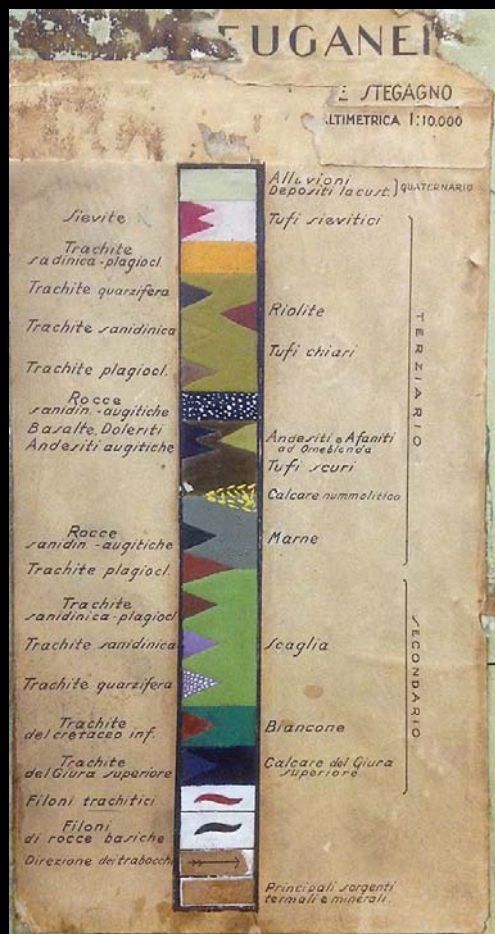 EUGANEI
E STEGAGNO
ALTIMETRICA 1:10.000
Alluvioni
Depositi lacust. } QUATERNARIO
Sievite
Tufi sievitici
Trachite
sadinica-plagiocl.
Trachite quarzifera
Riolite
Trachite sanidinica
Tufi chiari
Trachite plagiocl.
TERZIARIO
Rocce
sanidin.-augitiche
Basalte, Doleriti
Andesiti augitiche
Andesiti e Afaniti
ad Orneblenda
Tufi scuri
Calcare nummolitico
Rocce
sanidin.-augitiche
Marne
Trachite plagiocl.
Trachite
sanidinica-plagiocl
Trachite sanidinica
Scaglia
SECONDARIO
Trachite quarzifera
Trachite
del cretaceo inf.
Biancone
Trachite
del Giura superiore
Calcare del Giura
superiore
Filoni trachitici
Filoni
di rocce basiche
Direzione dei trabocchi
Principali sorgenti
termali e minerali.